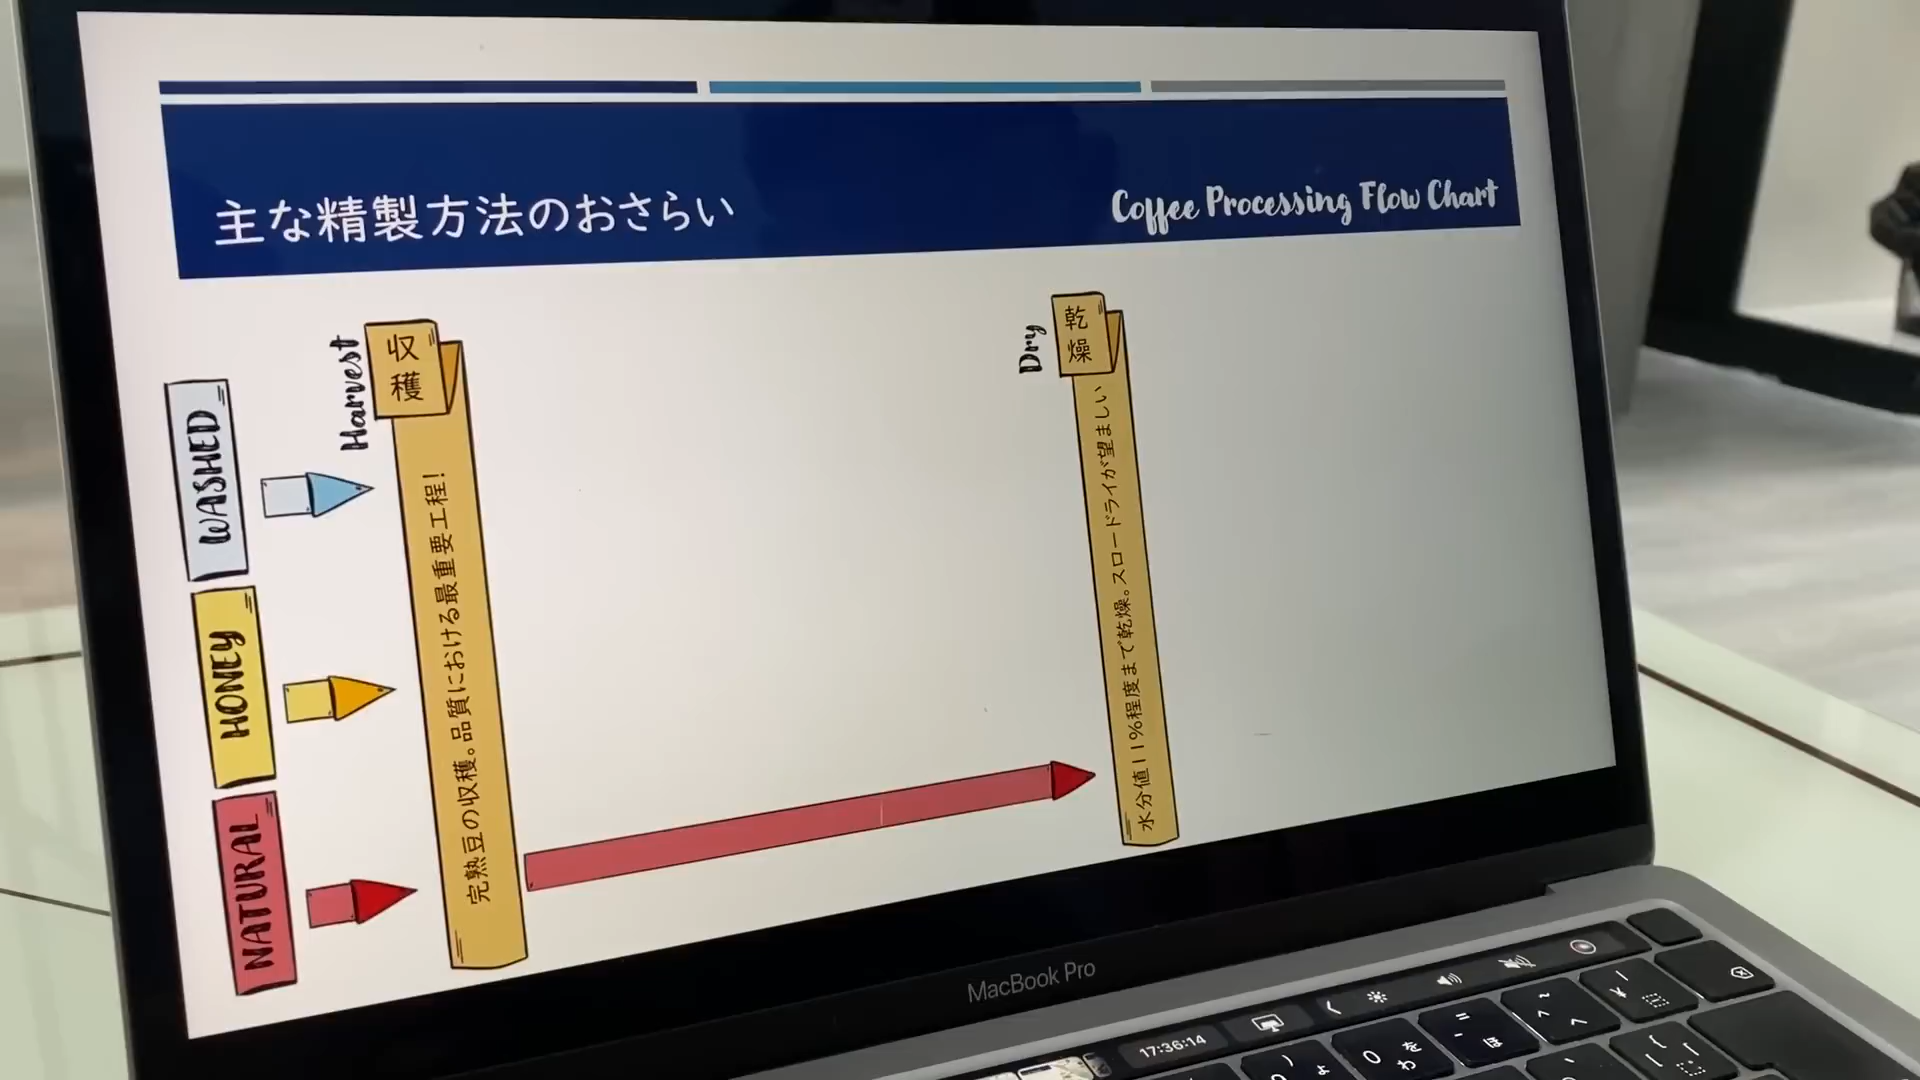 主な精製方法のおさらい
Coffee Processing Flow Chart
WASHED
HONEY
NATURAL
Harvest
収穫
完熟豆の収穫。品質における最重要工程!
Dry
乾燥
水分値11%程度まで乾燥。スロードライが望ましい
MacBook Pro
17:36:14